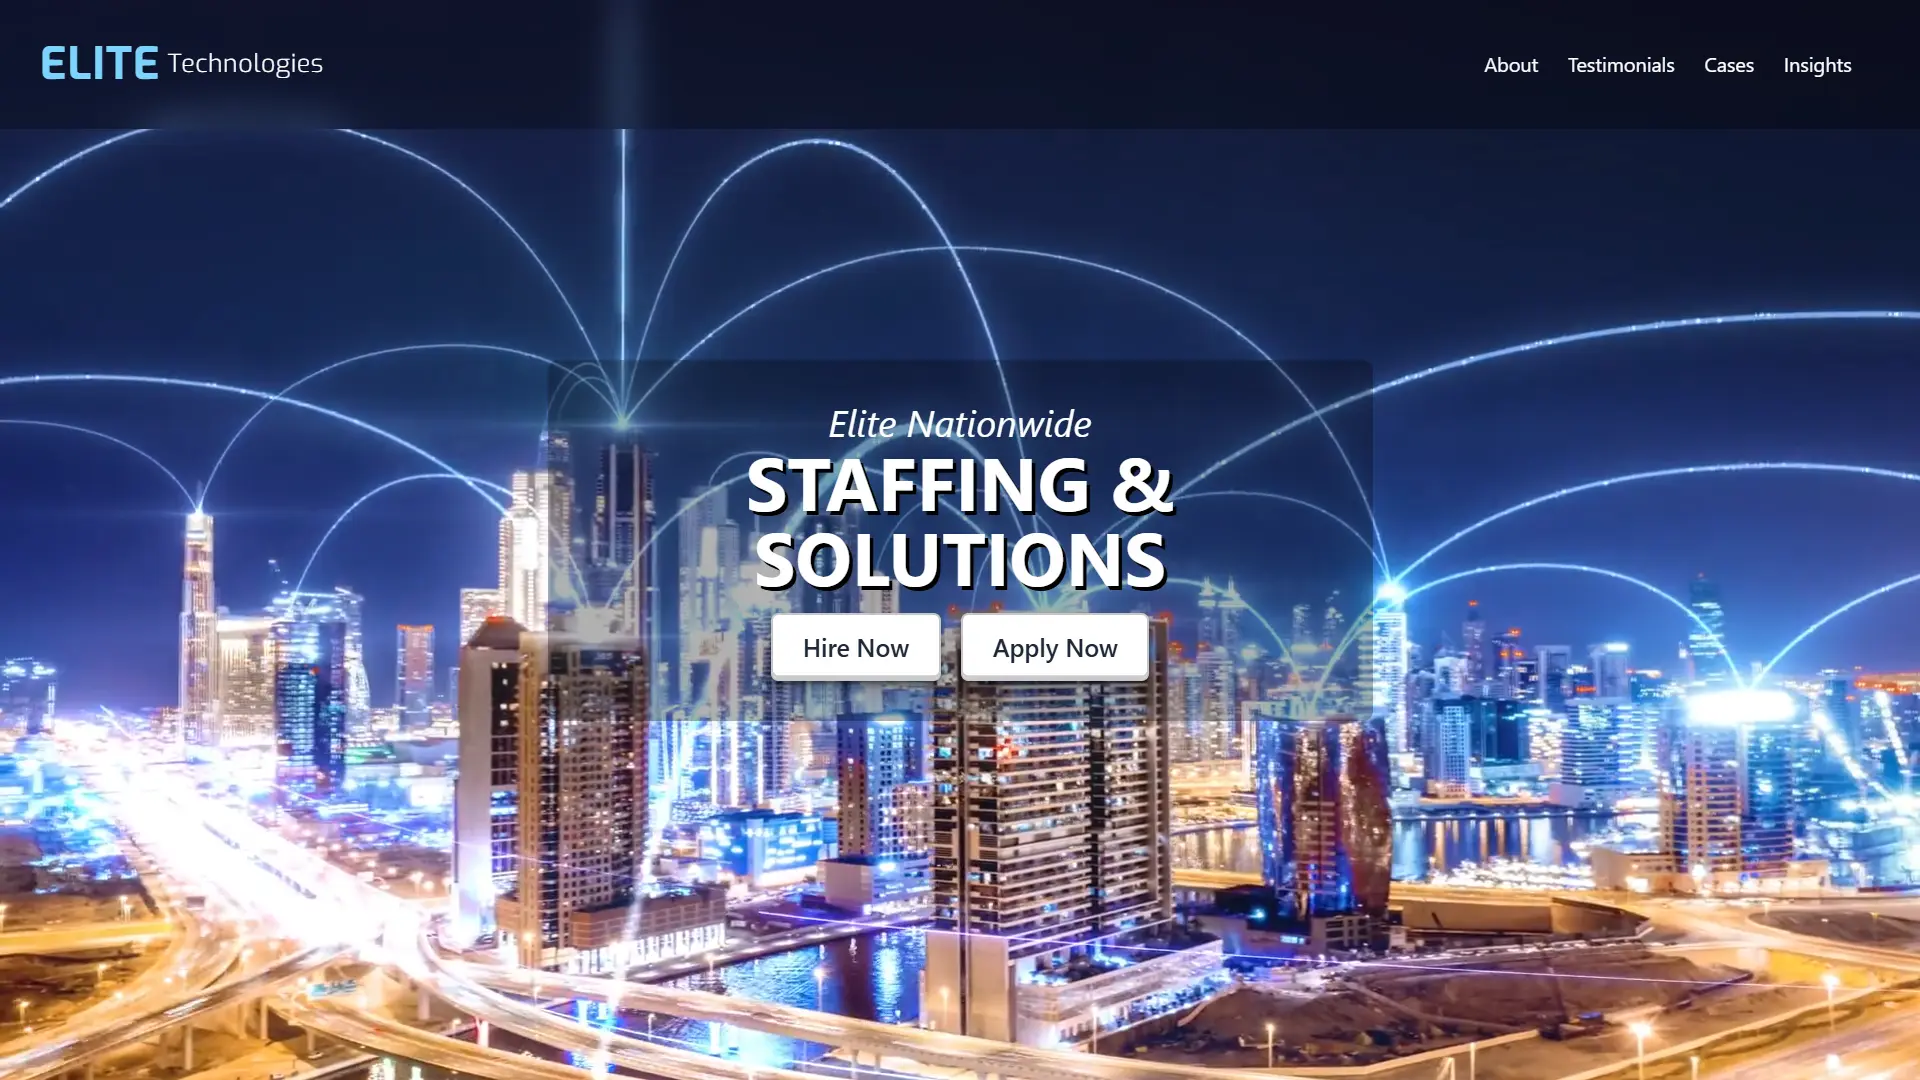 ELITE Technologies
About
Testimonials
Cases
Insights
Elite Nationwide
STAFFING &
SOLUTIONS
Hire Now
Apply Now